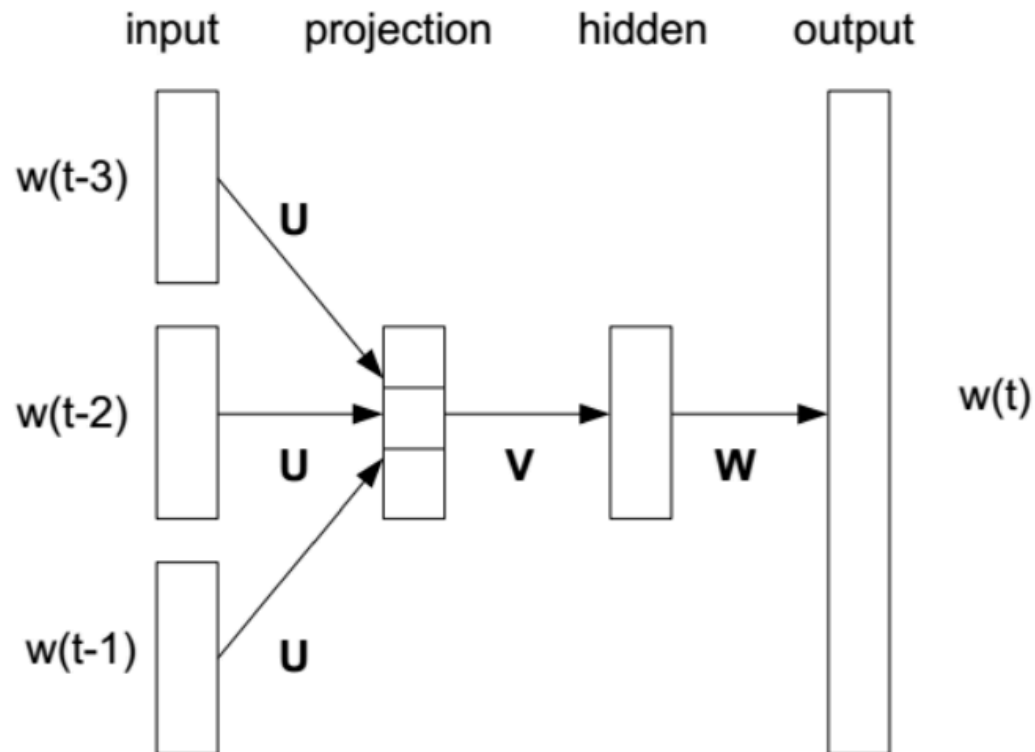 input projection hidden output
w(t-3)
U
w(t-2)
w(t)
U V W
w(t-1)
U